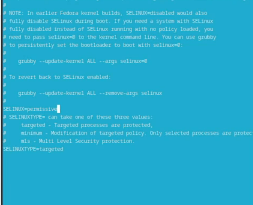 #
# NOTE: In earlier Fedora kernel builds, SELINUX=disabled would also
# fully disable SELinux during boot. If you need a system with SELinux
# fully disabled instead of SELinux running with no policy loaded, you
# need to pass selinux=0 to the kernel command line. You can use grubby
# to persistently set the bootloader to boot with selinux=0:
#
#    grubby --update-kernel ALL --args selinux=0
#
# To revert back to SELinux enabled:
#
#    grubby --update-kernel ALL --remove-args selinux
#
SELINUX=permissive
# SELINUXTYPE= can take one of these three values:
#     targeted - Targeted processes are protected,
#     minimum - Modification of targeted policy. Only selected processes are protec
#     mls - Multi Level Security protection.
SELINUXTYPE=targeted